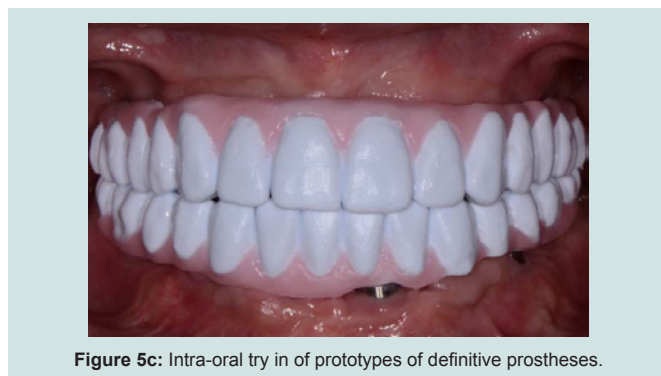 Figure 5c: Intra-oral try in of prototypes of definitive prostheses.